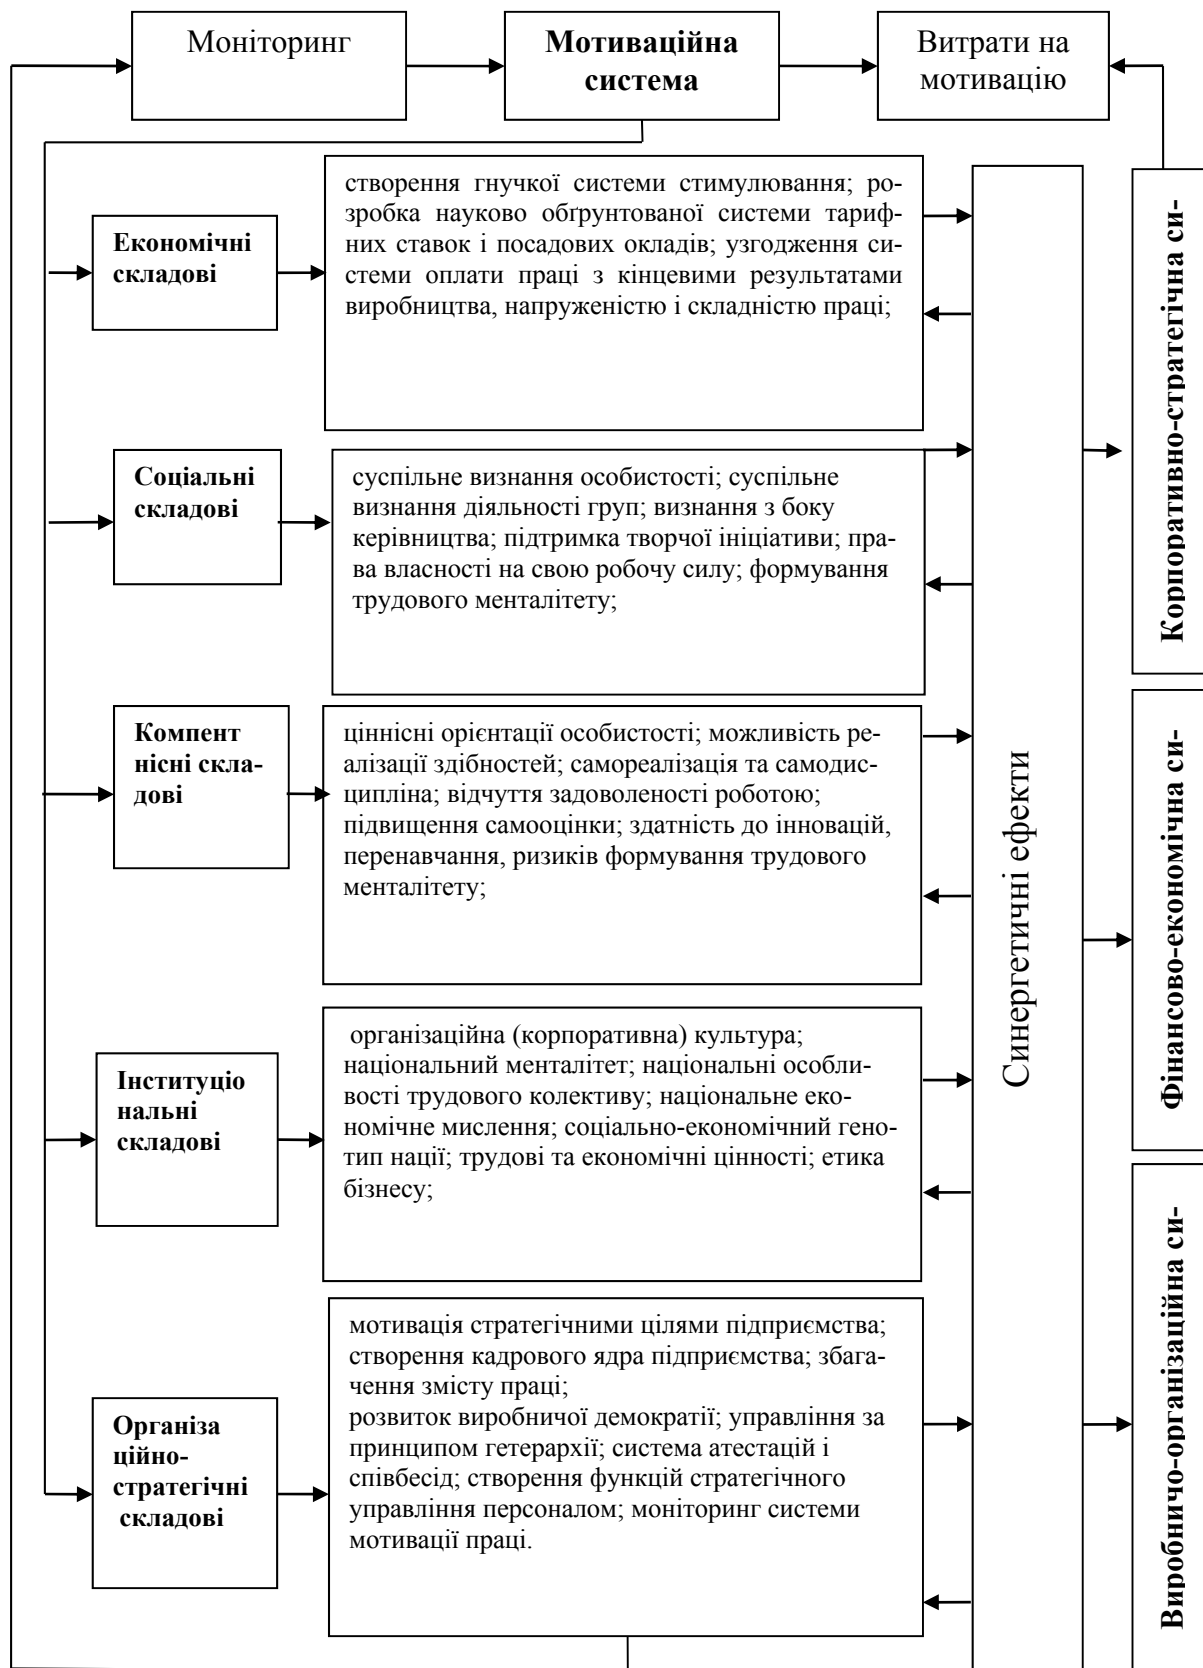 Моніторинг
Мотиваційна
система
Витрати на
мотивацію
Економічні
складові
створення гнучкої системи стимулювання; ро-
зробка науково обґрунтованої системи тариф-
них ставок і посадових окладів; узгодження си-
стеми оплати праці з кінцевими результатами
виробництва, напруженістю і складністю праці;
Соціальні
складові
суспільне визнання особистості; суспільне
визнання діяльності груп; визнання з боку
керівництва; підтримка творчої ініціативи; пра-
ва власності на свою робочу силу; формування
трудового менталітету;
Компент
нісні скла-
дові
ціннісні орієнтації особистості; можливість ре-
алізації здібностей; самореалізація та самодис-
ципліна; відчуття задоволеності роботою;
підвищення самооцінки; здатність до інновацій,
перенавчання, ризиків формування трудового
менталітету;
Інституціо
нальні
складові
організаційна (корпоративна) культура;
національний менталітет; національні особли-
вості трудового колективу; національне еко-
номічне мислення; соціально-економічний гено-
тип нації; трудові та економічні цінності; етика
бізнесу;
Організа
ційно-
стратегічні
складові
мотивація стратегічними цілями підприємства;
створення кадрового ядра підприємства; збага-
чення змісту праці;
розвиток виробничої демократії; управління за
принципом гетерархії; система атестацій і
співбесід; створення функцій стратегічного
управління персоналом; моніторинг системи
мотивації праці.
Синергетичні ефекти
Корпоративно-стратегічна си-
Фінансово-економічна си-
Виробничо-організаційна си-